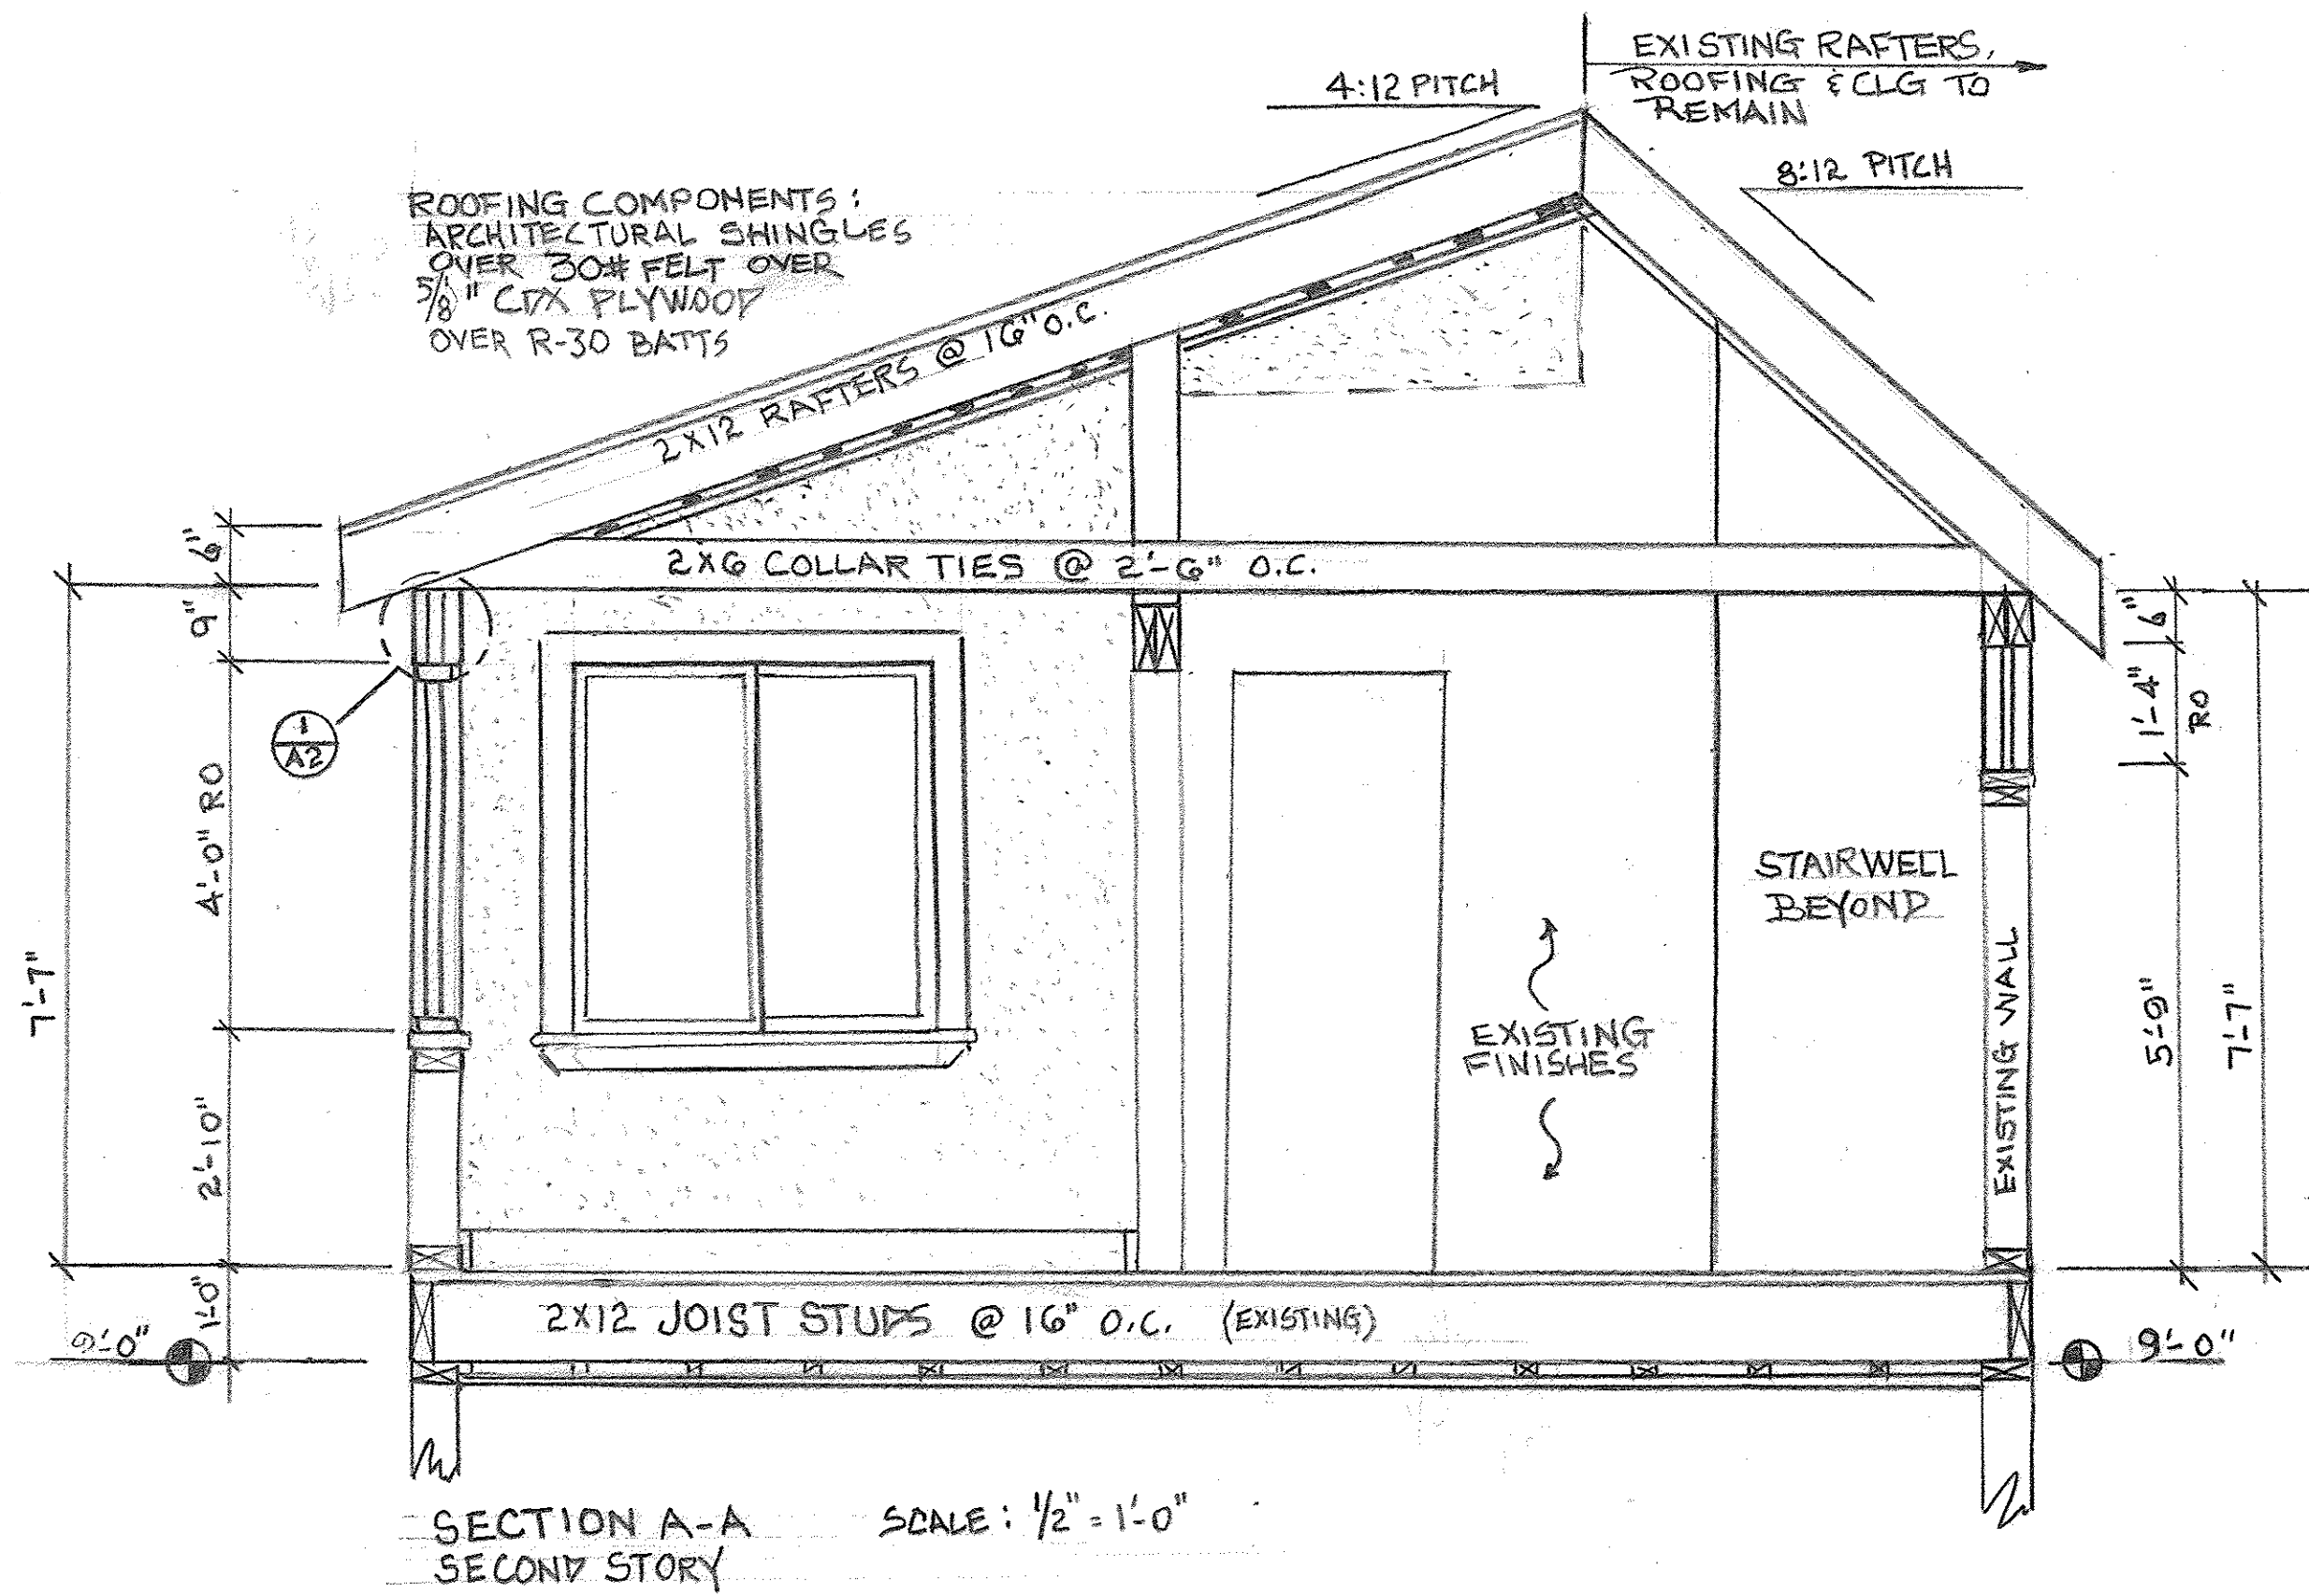 EXISTING RAFTERS,
ROOFING & CLG TO
REMAIN
4:12 PITCH
8:12 PITCH
ROOFING COMPONENTS:
ARCHITECTURAL SHINGLES
OVER 30# FELT OVER
5/8" CDX PLYWOOD
OVER R-30 BATTS
2X12 RAFTERS @ 16" O.C.
2X6 COLLAR TIES @ 2'-6" O.C.
6"
9"
4'-0" RO
2'-10"
1'-0"
7'-7"
9'-0"
1
A2
6"
1'-4"
RO
5'-9"
7'-7"
9'-0"
STAIRWELL
BEYOND
EXISTING WALL
EXISTING
FINISHES
2X12 JOIST STUDS @ 16" O.C. (EXISTING)
SECTION A-A SCALE: 1/2" = 1'-0"
SECOND STORY